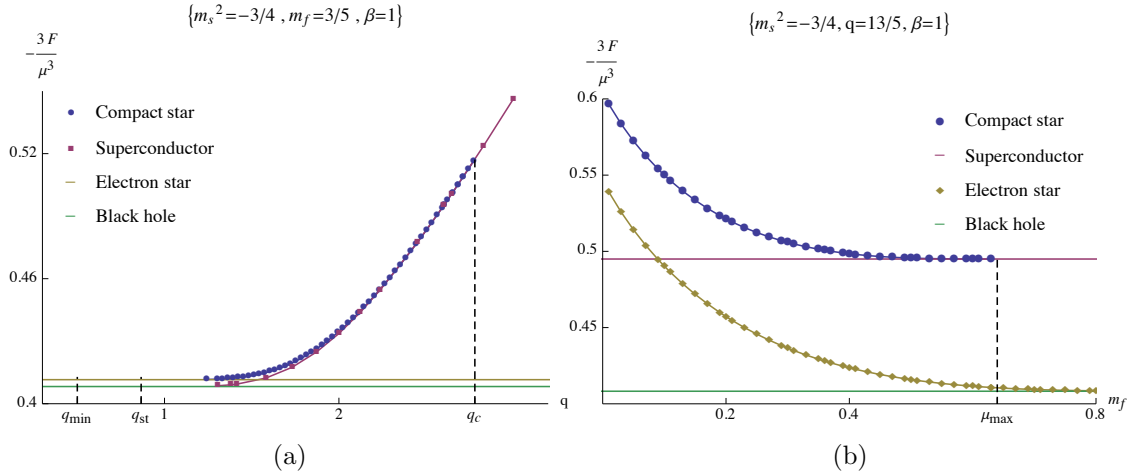 {m_s^2=−3/4 , m_f=3/5 , β=1}
−3 F/μ^3
Compact star
Superconductor
Electron star
Black hole
0.52
0.46
0.4
q_min
q_st
1
2
q_c
q
(a)
{m_s^2=−3/4, q=13/5, β=1}
−3 F/μ^3
0.6
Compact star
Superconductor
Electron star
Black hole
0.55
0.5
0.45
0.2
0.4
μ_max
0.8
m_f
(b)